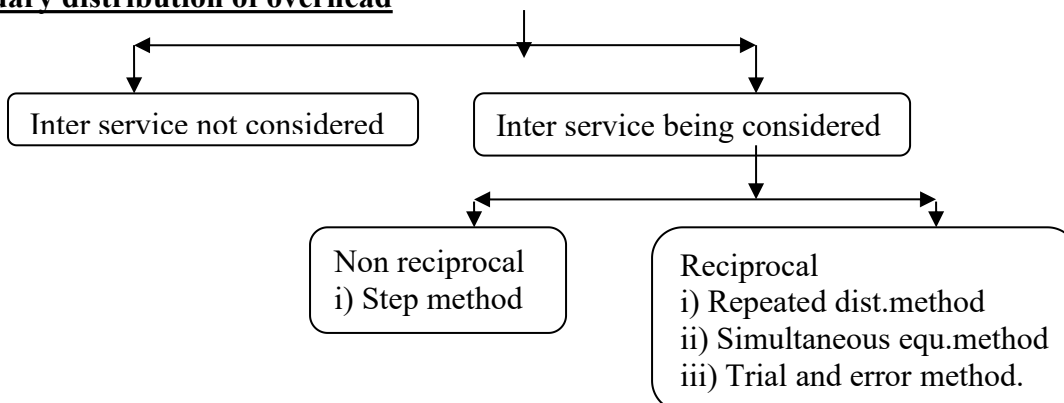 distribution of overhead
Inter service not considered
Inter service being considered
Non reciprocal
i) Step method
Reciprocal
i) Repeated dist.method
ii) Simultaneous equ.method
iii) Trial and error method.